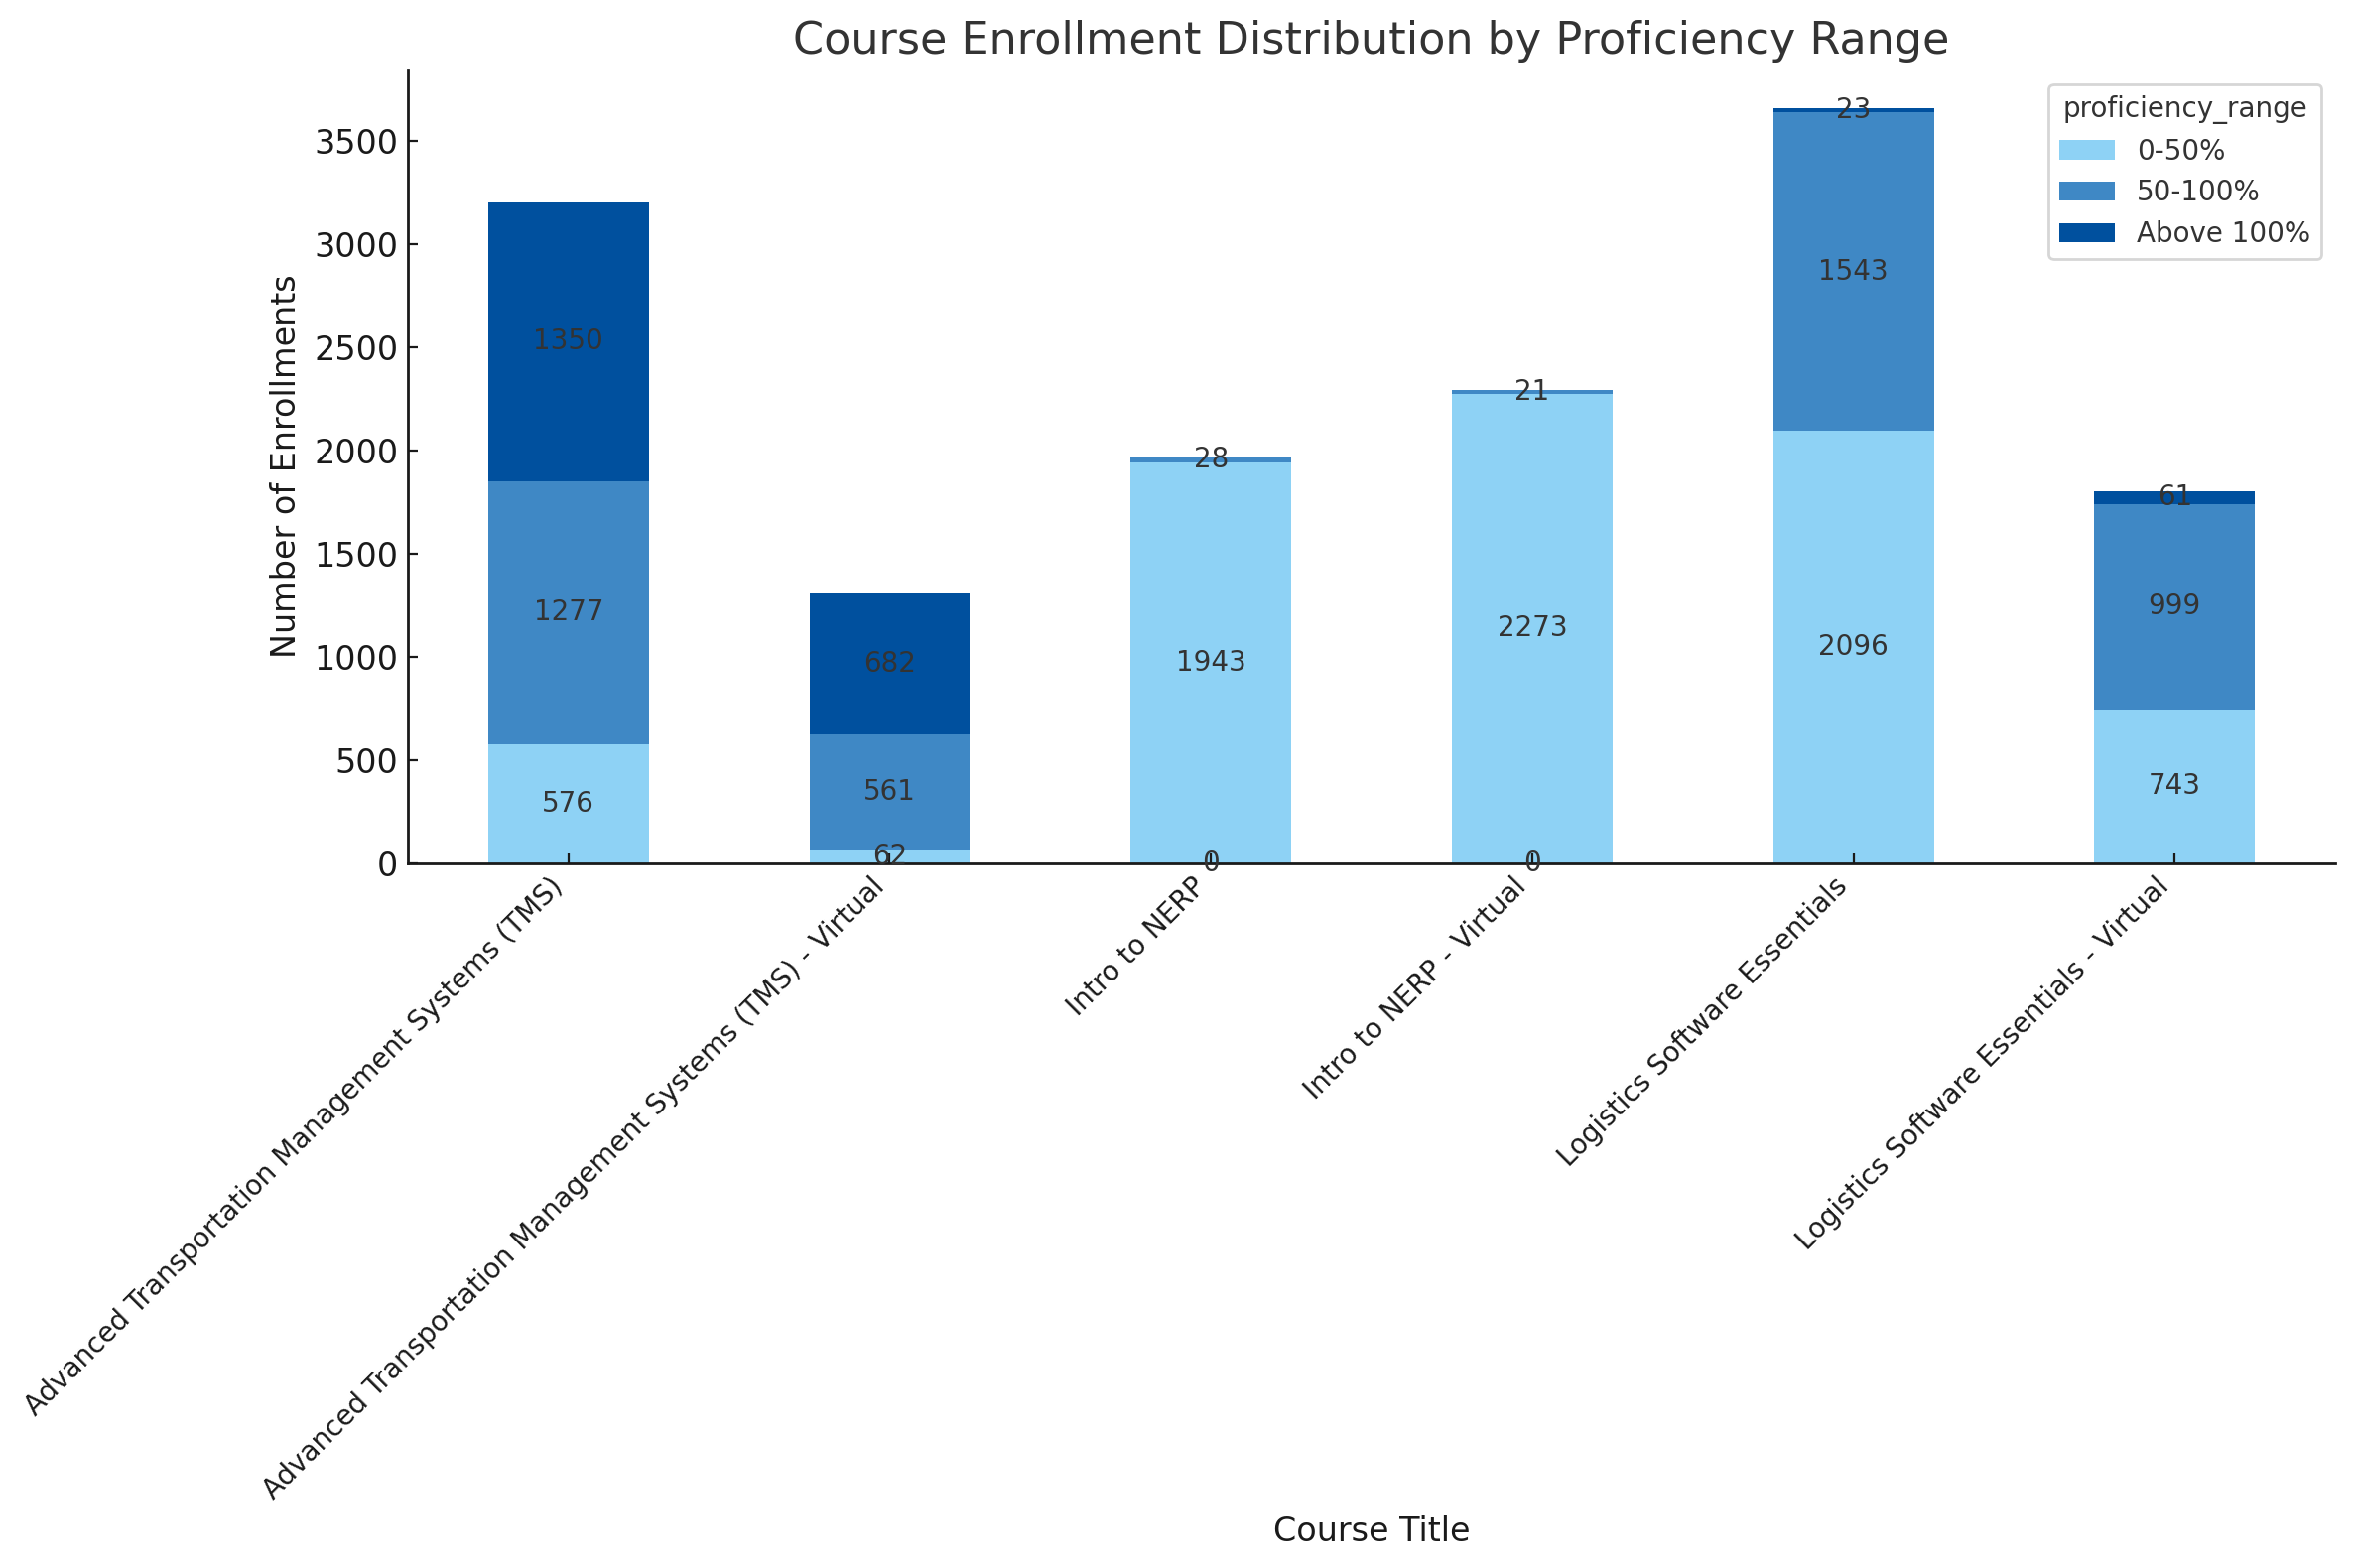 Course Enrollment Distribution by Proficiency Range
proficiency_range
0-50%
50-100%
Above 100%
Number of Enrollments
3500
3000
2500
2000
1500
1000
500
0
1350
1277
576
682
561
62
28
1943
0
21
2273
0
23
1543
2096
61
999
743
Advanced Transportation Management Systems (TMS)
Advanced Transportation Management Systems (TMS) - Virtual
Intro to NERP
Intro to NERP - Virtual
Logistics Software Essentials
Logistics Software Essentials - Virtual
Course Title